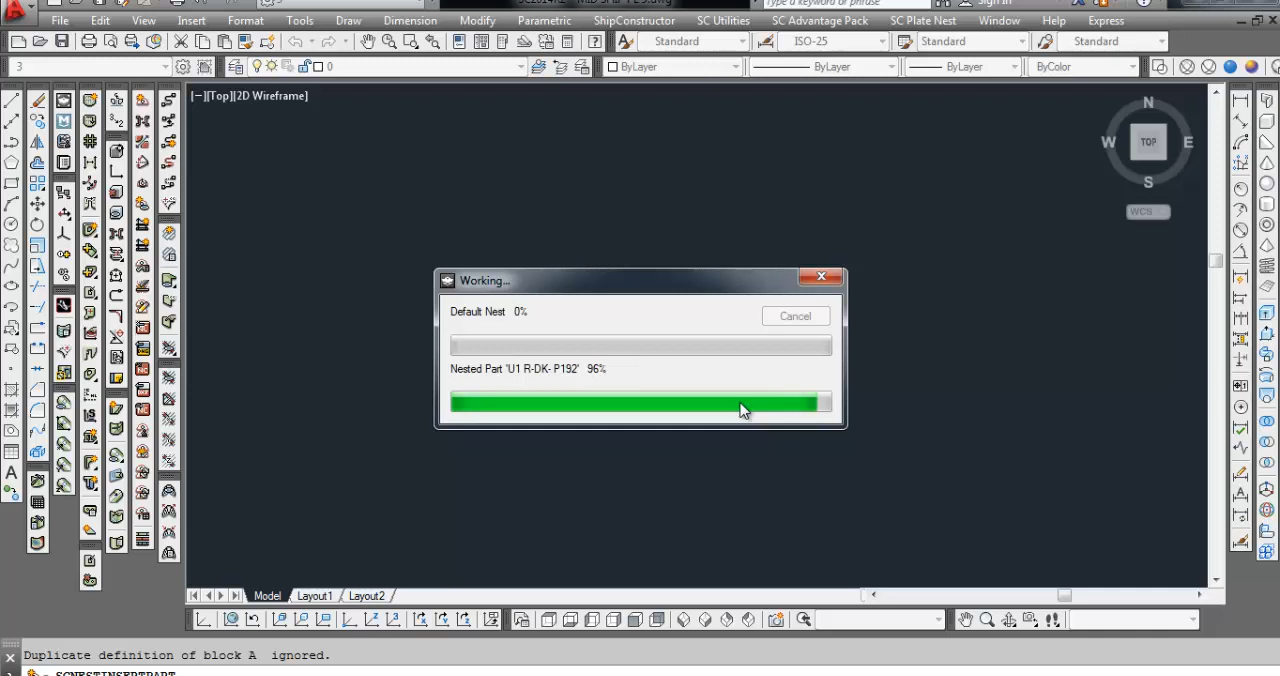 File Edit View Insert Format Tools Draw Dimension Modify Parametric ShipConstructor SC Utilities SC Advantage Pack SC Plate Nest Window Help Express
Standard ISO-25 Standard Standard
3 0 ByLayer ByLayer ByLayer ByColor
[−][Top][2D Wireframe]
N
W TOP E
S
WCS
Working...
Default Nest 0%
Cancel
Nested Part 'U1 R-DK- P192' 96%
Model Layout1 Layout2
Duplicate definition of block A ignored.
SCNESTINSERTPART